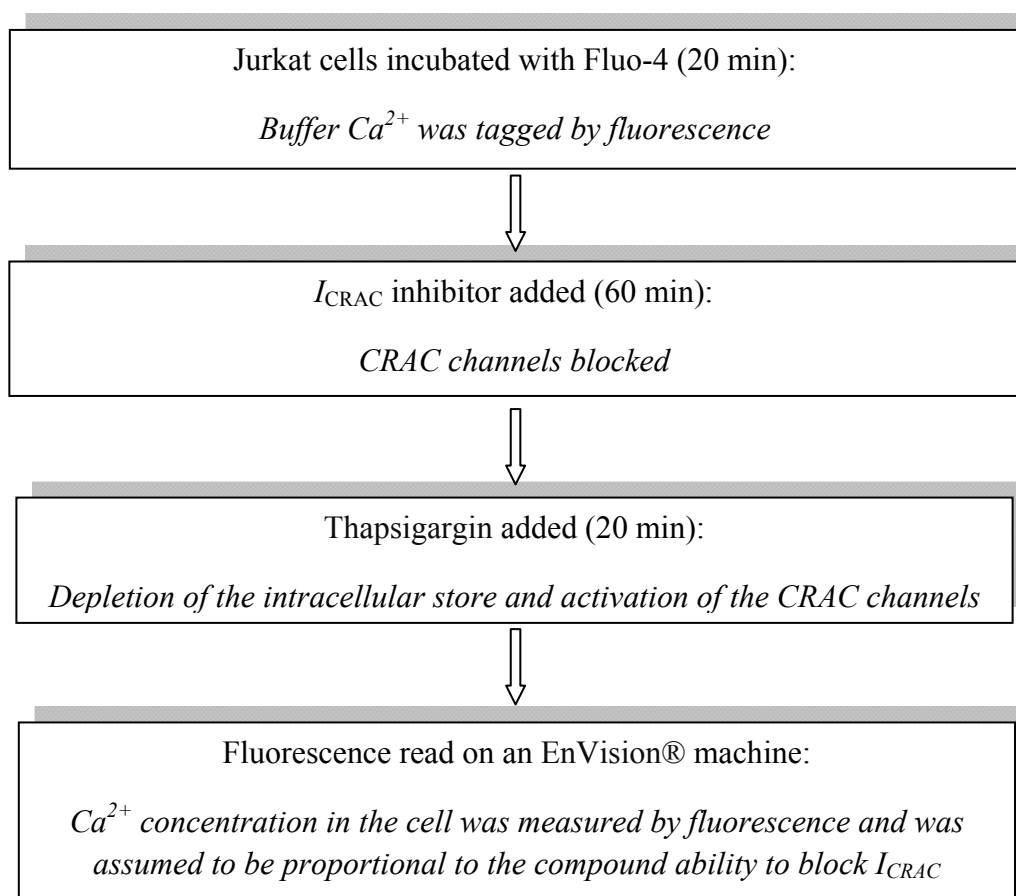 Jurkat cells incubated with Fluo-4 (20 min):
Buffer Ca²⁺ was tagged by fluorescence
I_CRAC inhibitor added (60 min):
CRAC channels blocked
Thapsigargin added (20 min):
Depletion of the intracellular store and activation of the CRAC channels
Fluorescence read on an EnVision® machine:
Ca²⁺ concentration in the cell was measured by fluorescence and was
assumed to be proportional to the compound ability to block I_CRAC